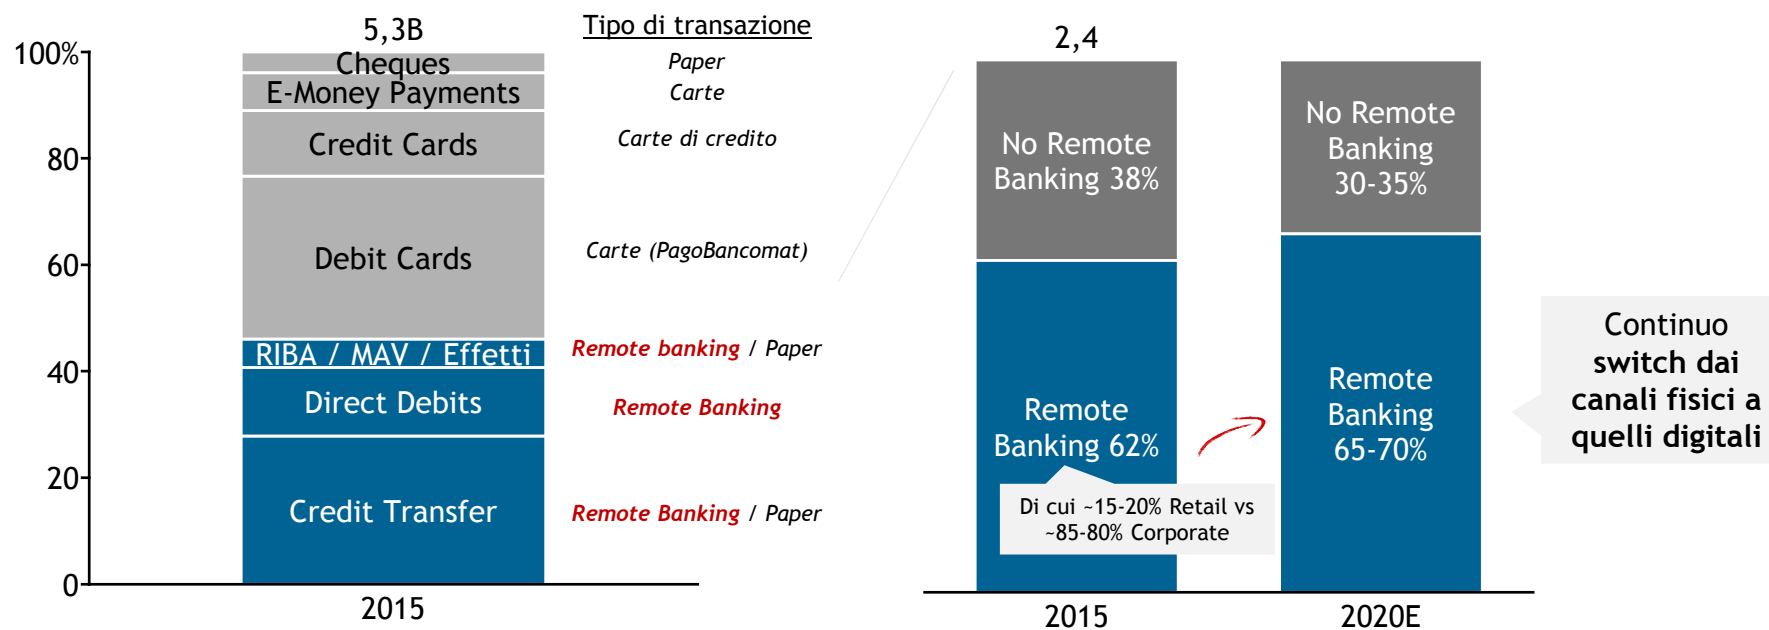 5,3B
Tipo di transazione
100%
80
60
40
20
0
Cheques
Paper
E-Money Payments
Carte
Credit Cards
Carte di credito
Debit Cards
Carte (PagoBancomat)
RIBA / MAV / Effetti
Remote banking / Paper
Direct Debits
Remote Banking
Credit Transfer
Remote Banking / Paper
2015
2,4
No Remote
Banking 38%
Remote
Banking 62%
Di cui ~15-20% Retail vs
~85-80% Corporate
2015
No Remote
Banking
30-35%
Remote
Banking
65-70%
2020E
Continuo
switch dai
canali fisici a
quelli digitali